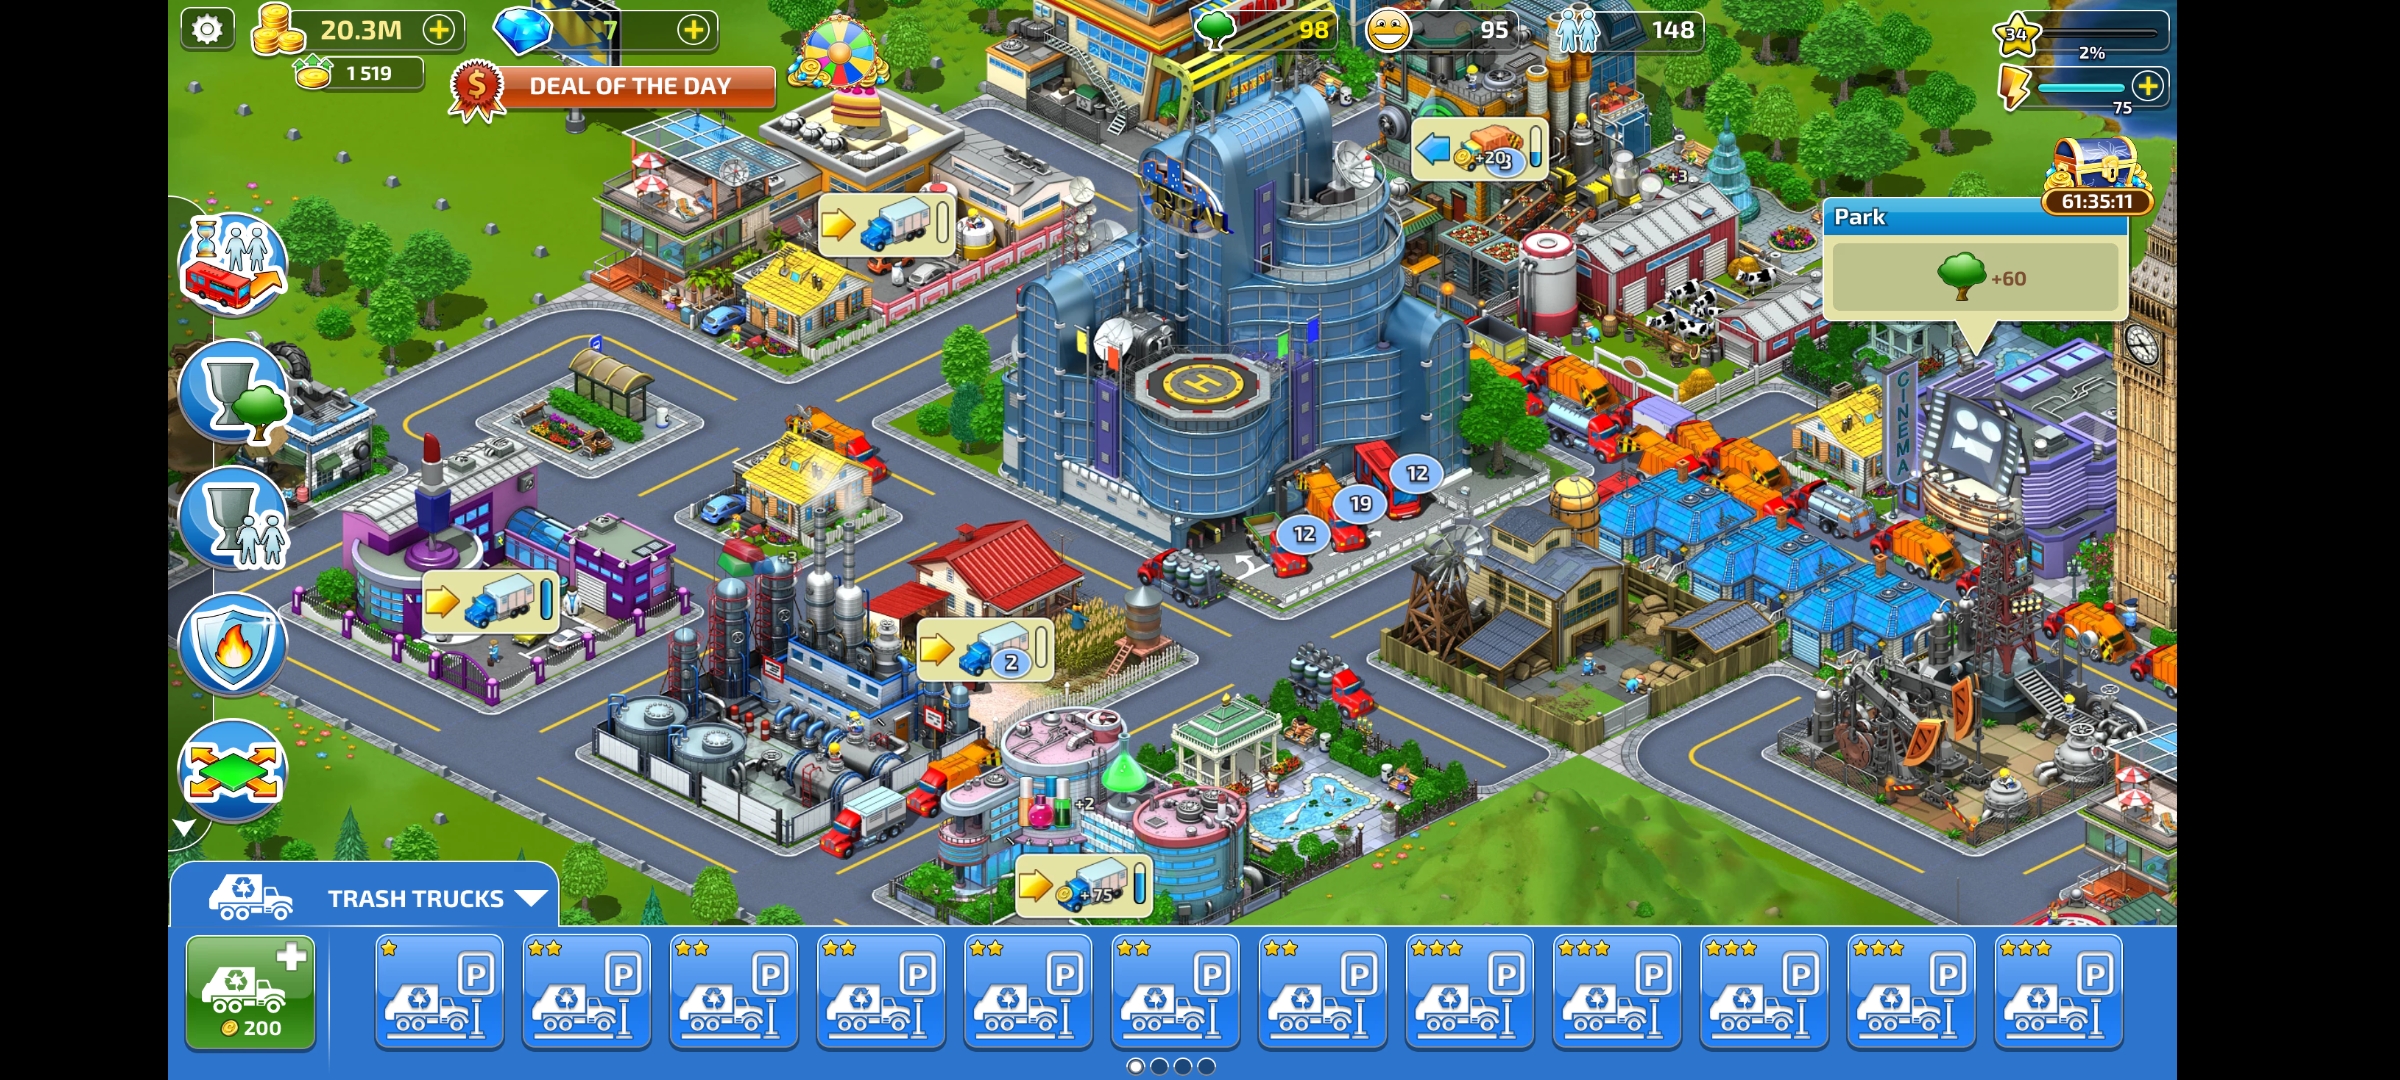 20.3M
7
98
95
148
34
2%
1 519
DEAL OF THE DAY
75
+20
3
+3
61:35:11
Park
+60
CINEMA
H
12
19
12
+3
2
+2
+75
TRASH TRUCKS
200
P
P
P
P
P
P
P
P
P
P
P
P